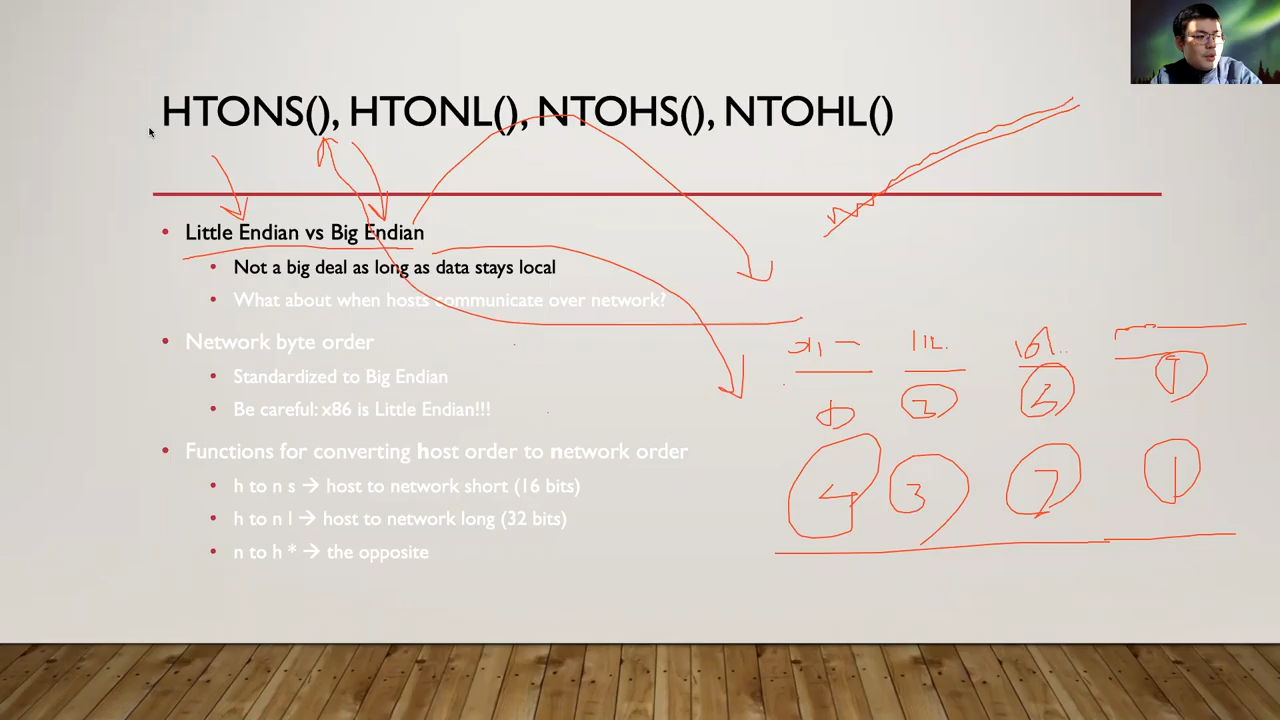 HTONS(), HTONL(), NTOHS(), NTOHL()
• Little Endian vs Big Endian
• Not a big deal as long as data stays local
• What about when hosts communicate over network?
• Network byte order
• Standardized to Big Endian
• Be careful: x86 is Little Endian!!!
• Functions for converting host order to network order
• h to n s → host to network short (16 bits)
• h to n l → host to network long (32 bits)
• n to h * → the opposite
2
1
4 3 2 1